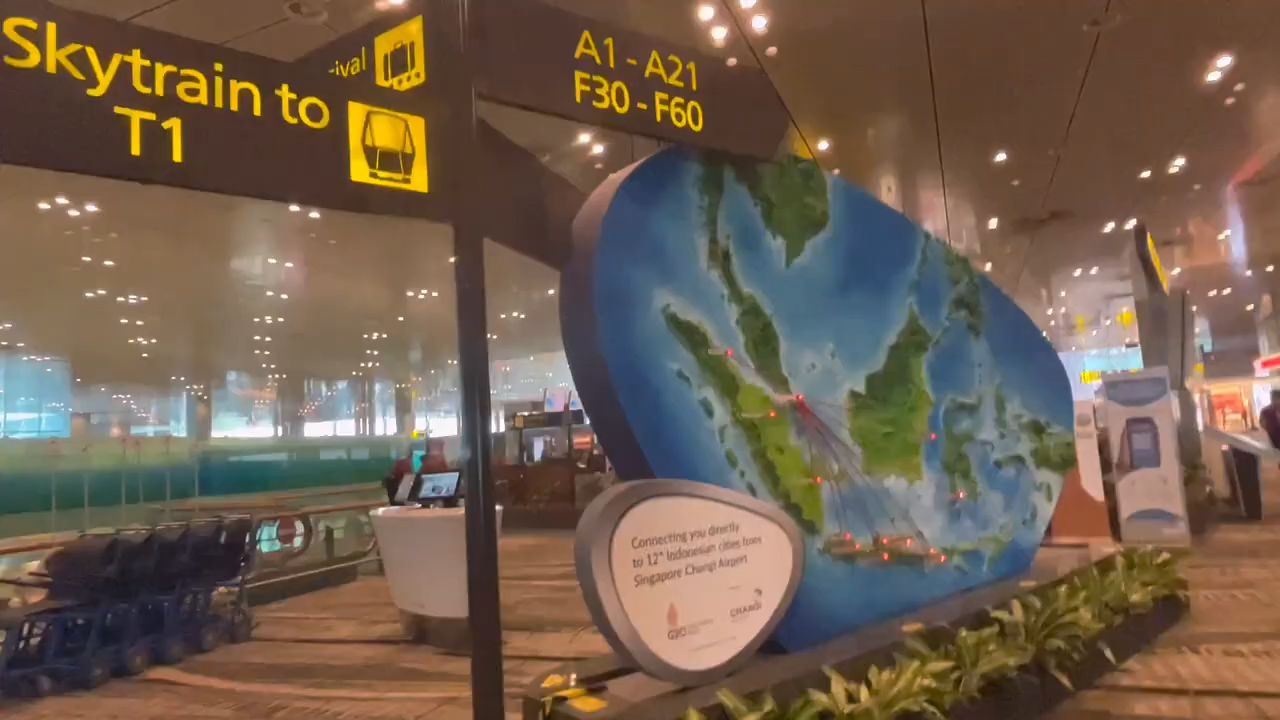 Skytrain to
T1
-ival
A1 - A21
F30 - F60
Connecting you directly
to 12* Indonesian cities from
Singapore Changi Airport
G20
CHANGI